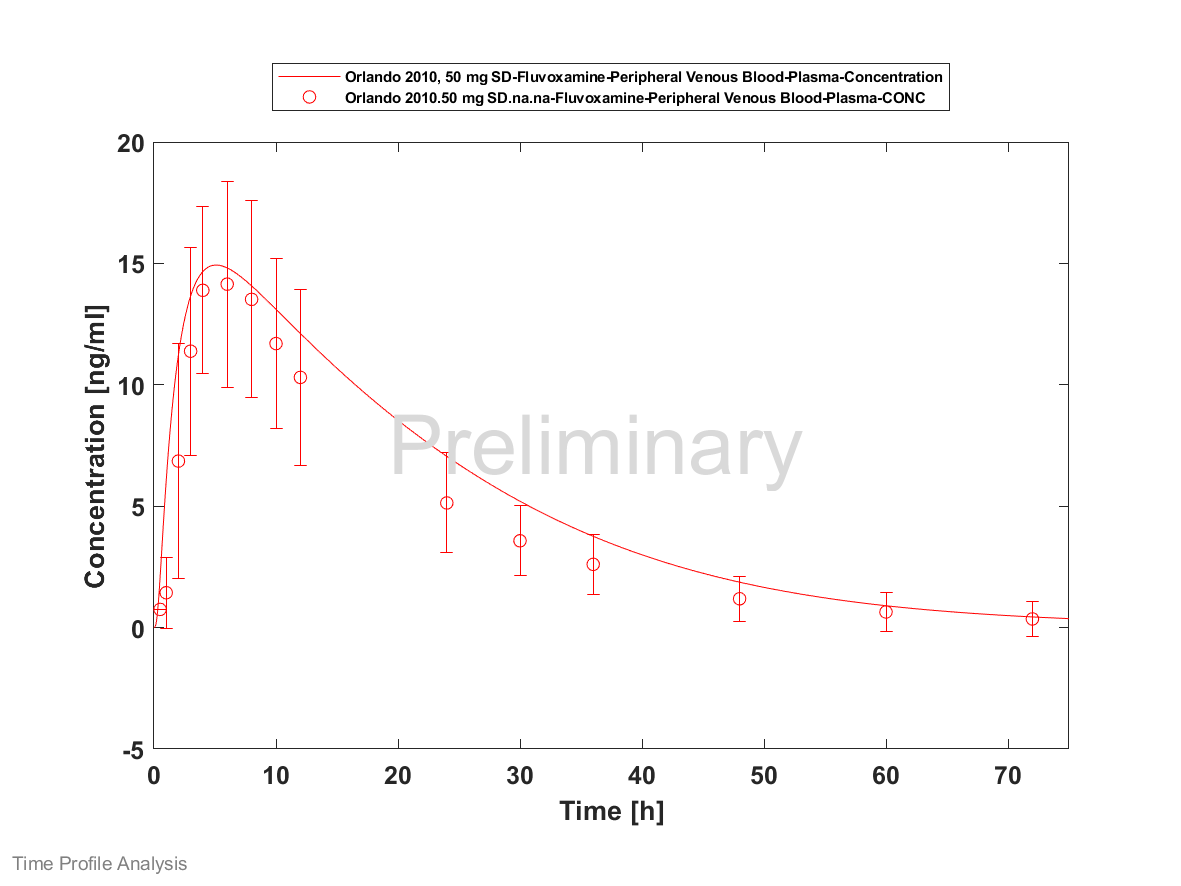 Orlando 2010, 50 mg SD-Fluvoxamine-Peripheral Venous Blood-Plasma-Concentration
Orlando 2010.50 mg SD.na.na-Fluvoxamine-Peripheral Venous Blood-Plasma-CONC
20
15
10
5
0
-5
Concentration [ng/ml]
Preliminary
0 10 20 30 40 50 60 70
Time [h]
Time Profile Analysis